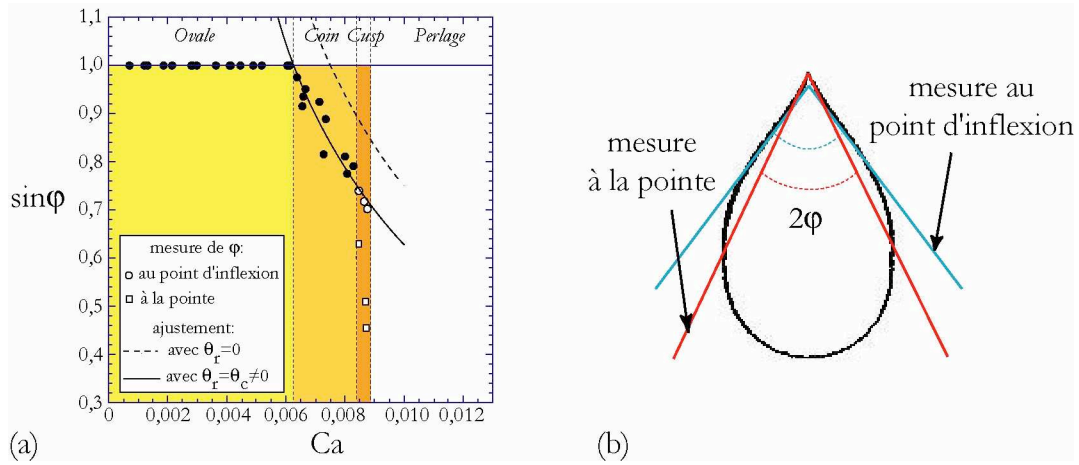 1,1
1,0
0,9
0,8
0,7
0,6
0,5
0,4
0,3
sinφ
Ovale
Coin
Cusp
Perlage
mesure de φ:
au point d'inflexion
à la pointe
ajustement:
avec θ_r=0
avec θ_r=θ_c≠0
0
0,002
0,004
0,006
0,008
0,010
0,012
Ca
(a)
mesure
à la pointe
mesure au
point d'inflexion
2φ
(b)